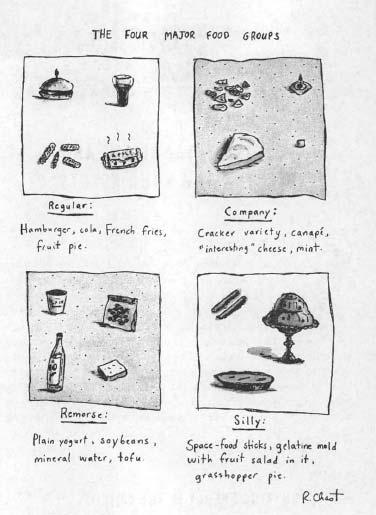 THE FOUR MAJOR FOOD GROUPS
APPLE
? ? ?
Regular:
Hamburger, cola, French fries,
fruit pie.
Company:
Cracker variety, canapé,
"interesting" cheese, mint.
Remorse:
Plain yogurt, soybeans,
mineral water, tofu.
Silly:
Space-food sticks, gelatine mold
with fruit salad in it,
grasshopper pie.
R. Chast